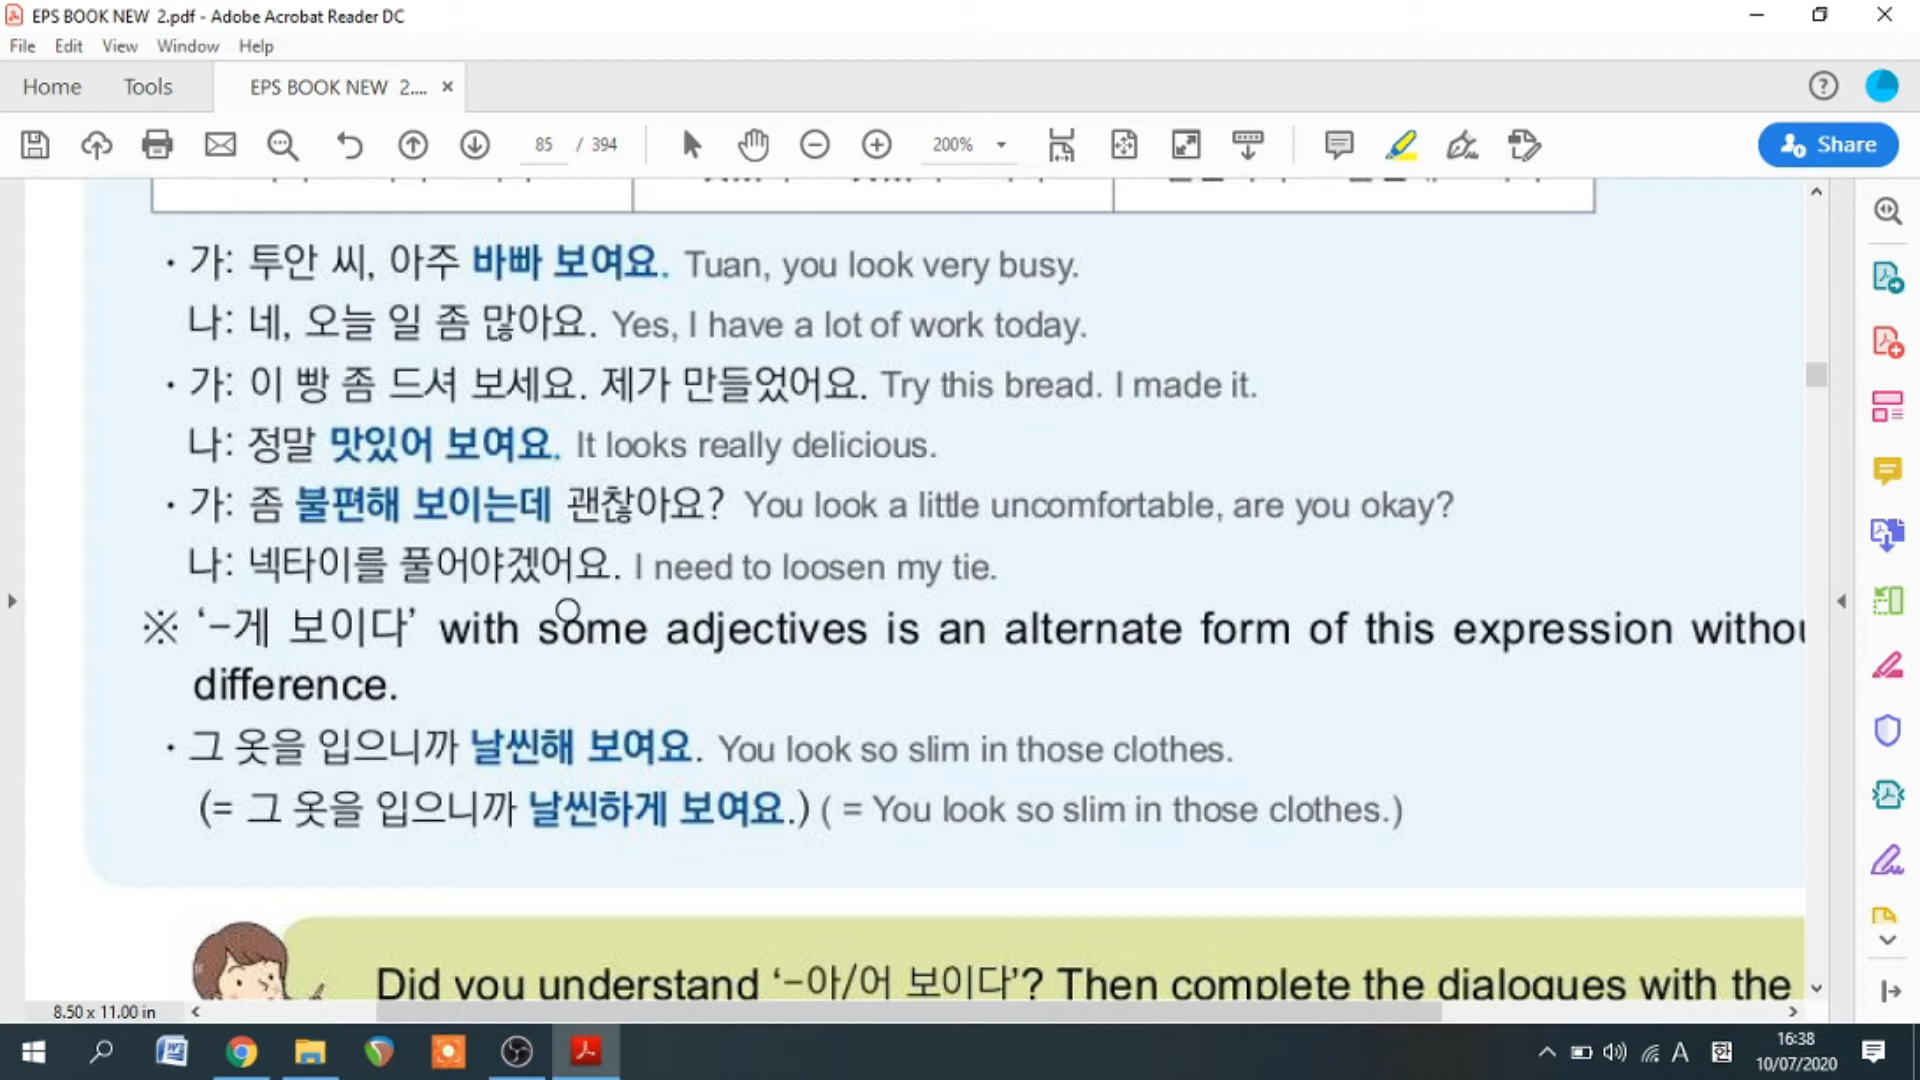 EPS BOOK NEW 2.pdf - Adobe Acrobat Reader DC
File Edit View Window Help
Home Tools EPS BOOK NEW 2.... ×
85 / 394 200% Share
· 가: 투안 씨, 아주 바빠 보여요. Tuan, you look very busy.
나: 네, 오늘 일 좀 많아요. Yes, I have a lot of work today.
· 가: 이 빵 좀 드셔 보세요. 제가 만들었어요. Try this bread. I made it.
나: 정말 맛있어 보여요. It looks really delicious.
· 가: 좀 불편해 보이는데 괜찮아요? You look a little uncomfortable, are you okay?
나: 넥타이를 풀어야겠어요. I need to loosen my tie.
※ ‘-게 보이다’ with some adjectives is an alternate form of this expression withou
difference.
· 그 옷을 입으니까 날씬해 보여요. You look so slim in those clothes.
(= 그 옷을 입으니까 날씬하게 보여요.) ( = You look so slim in those clothes.)
Did you understand ‘-아/어 보이다’? Then complete the dialogues with the
8.50 x 11.00 in
A 한 16:38
10/07/2020